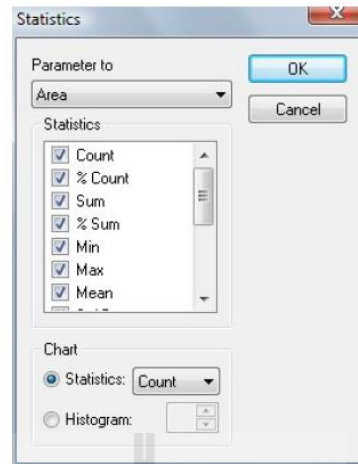 Statistics
Parameter to
Area
OK
Cancel
Statistics
Count
% Count
Sum
% Sum
Min
Max
Mean
Chart
Statistics: Count
Histogram: